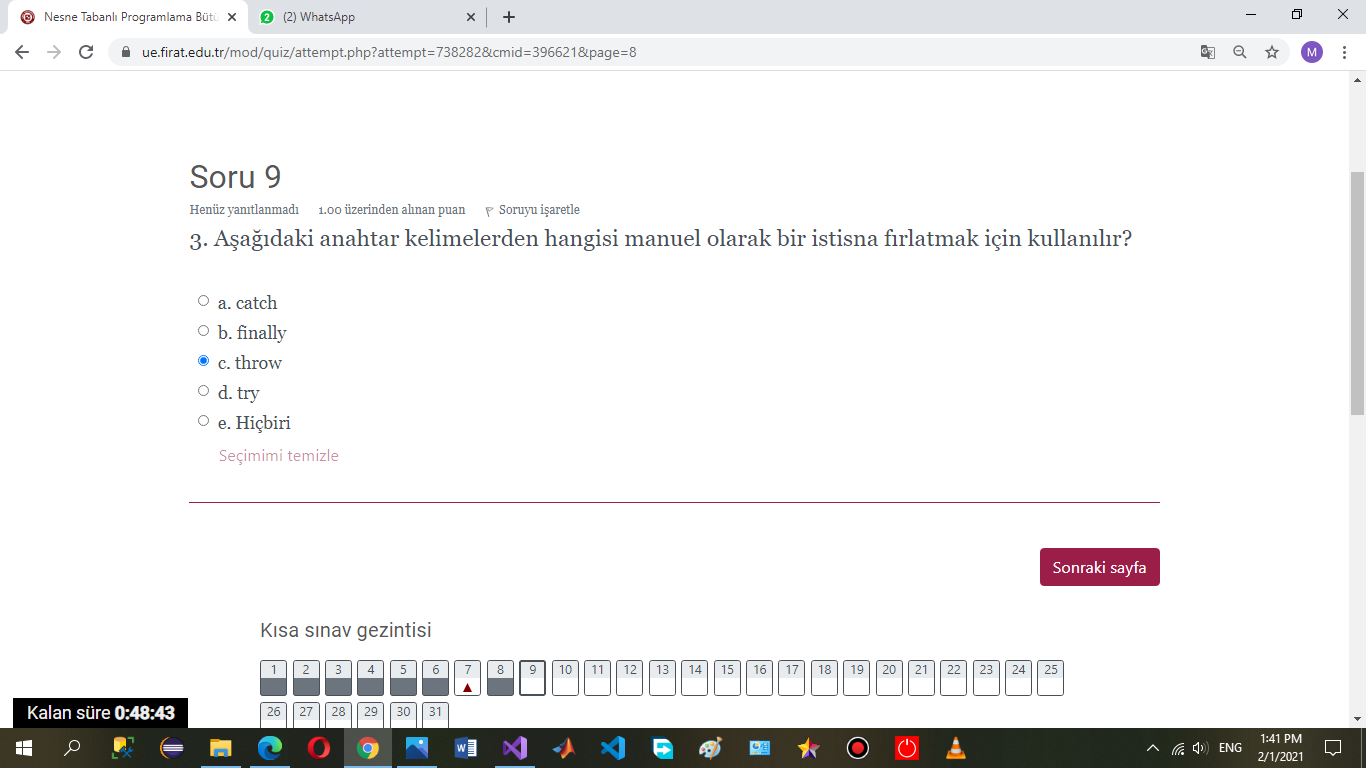 Nesne Tabanlı Programlama Bütü
(2) WhatsApp
ue.firat.edu.tr/mod/quiz/attempt.php?attempt=738282&cmid=396621&page=8
M
Soru 9
Henüz yanıtlanmadı 1.00 üzerinden alınan puan Soruyu işaretle
3. Aşağıdaki anahtar kelimelerden hangisi manuel olarak bir istisna fırlatmak için kullanılır?
a. catch
b. finally
c. throw
d. try
e. Hiçbiri
Seçimimi temizle
Sonraki sayfa
Kısa sınav gezintisi
1 2 3 4 5 6 7 8 9 10 11 12 13 14 15 16 17 18 19 20 21 22 23 24 25
26 27 28 29 30 31
Kalan süre 0:48:43
ENG
1:41 PM
2/1/2021